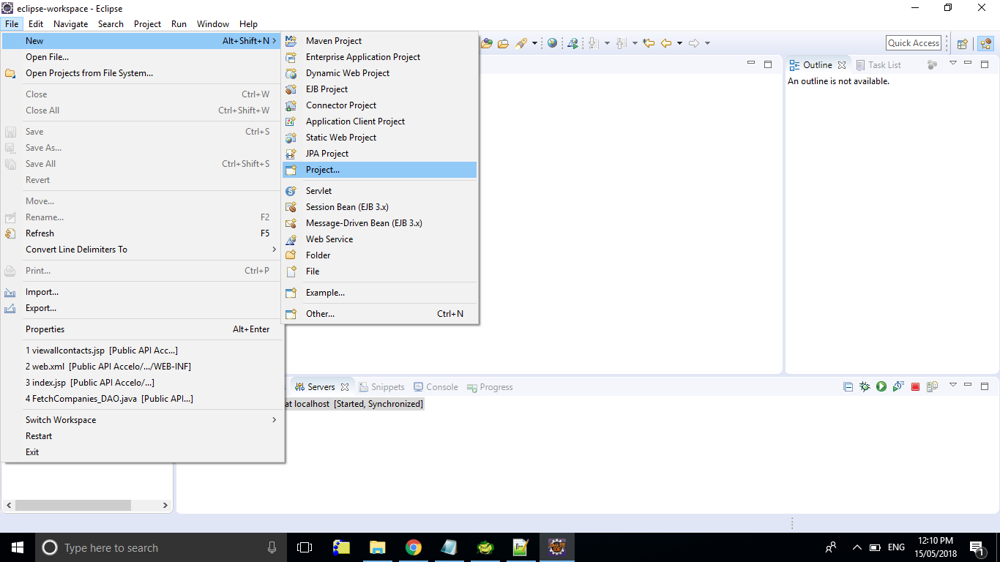 eclipse-workspace - Eclipse
File Edit Navigate Search Project Run Window Help
New Alt+Shift+N
Open File...
Open Projects from File System...
Close Ctrl+W
Close All Ctrl+Shift+W
Save Ctrl+S
Save As...
Save All Ctrl+Shift+S
Revert
Move...
Rename... F2
Refresh F5
Convert Line Delimiters To
Print... Ctrl+P
Import...
Export...
Properties Alt+Enter
1 viewallcontacts.jsp [Public API Acc...]
2 web.xml [Public API Accelo/.../WEB-INF]
3 index.jsp [Public API Accelo/...]
4 FetchCompanies_DAO.java [Public API...]
Switch Workspace
Restart
Exit
Maven Project
Enterprise Application Project
Dynamic Web Project
EJB Project
Connector Project
Application Client Project
Static Web Project
JPA Project
Project...
Servlet
Session Bean (EJB 3.x)
Message-Driven Bean (EJB 3.x)
Web Service
Folder
File
Example...
Other... Ctrl+N
Quick Access
Outline Task List
An outline is not available.
Servers Snippets Console Progress
at localhost [Started, Synchronized]
Type here to search
ENG
12:10 PM
15/05/2018
1